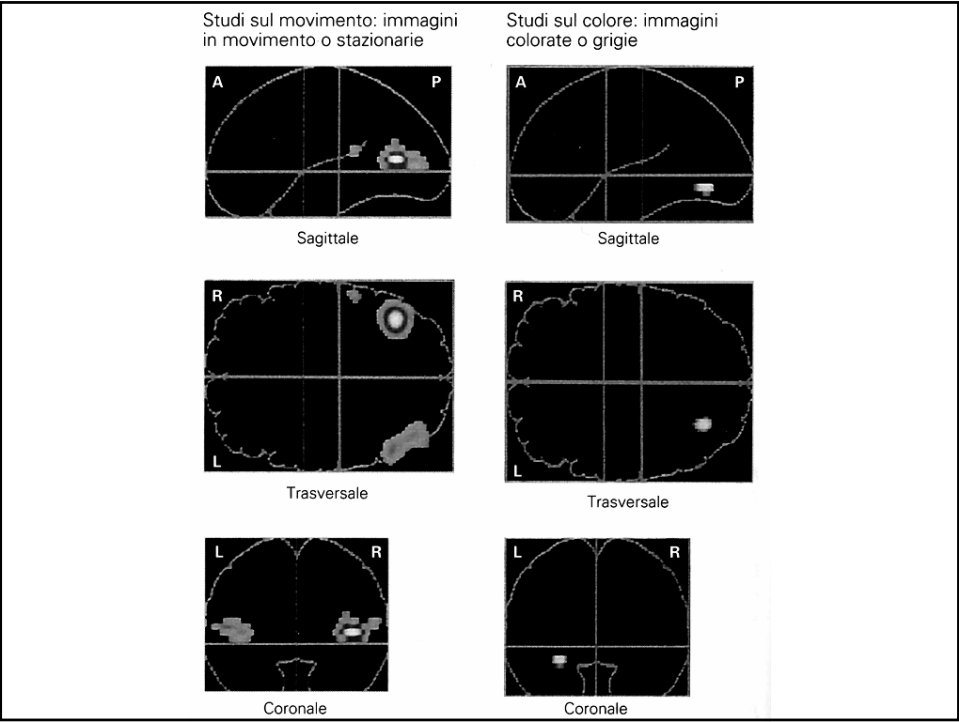 Studi sul movimento: immagini
in movimento o stazionarie
A
P
Sagittale
R
L
Trasversale
L
R
Coronale
Studi sul colore: immagini
colorate o grigie
A
P
Sagittale
R
L
Trasversale
L
R
Coronale